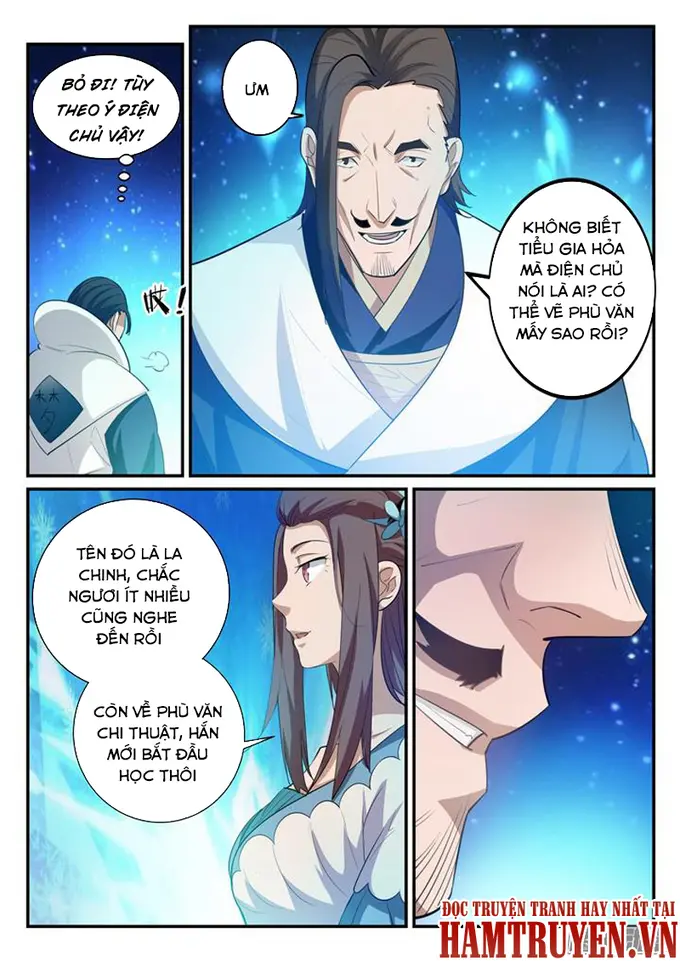 BỎ ĐI! TÙY
THEO Ý ĐIỆN
CHỦ VẬY!
ƯM
哎!
KHÔNG BIẾT
TIỂU GIA HỎA
MÀ ĐIỆN CHỦ
NÓI LÀ AI? CÓ
THỂ VẼ PHÙ VĂN
MẤY SAO RỒI?
TÊN ĐÓ LÀ LA
CHINH, CHẮC
NGƯƠI ÍT NHIỀU
CŨNG NGHE
ĐẾN RỒI
CÒN VỀ PHÙ VĂN
CHI THUẬT, HẮN
MỚI BẮT ĐẦU
HỌC THÔI
ĐỌC TRUYỆN TRANH HAY NHẤT TẠI
HAMTRUYEN.VN